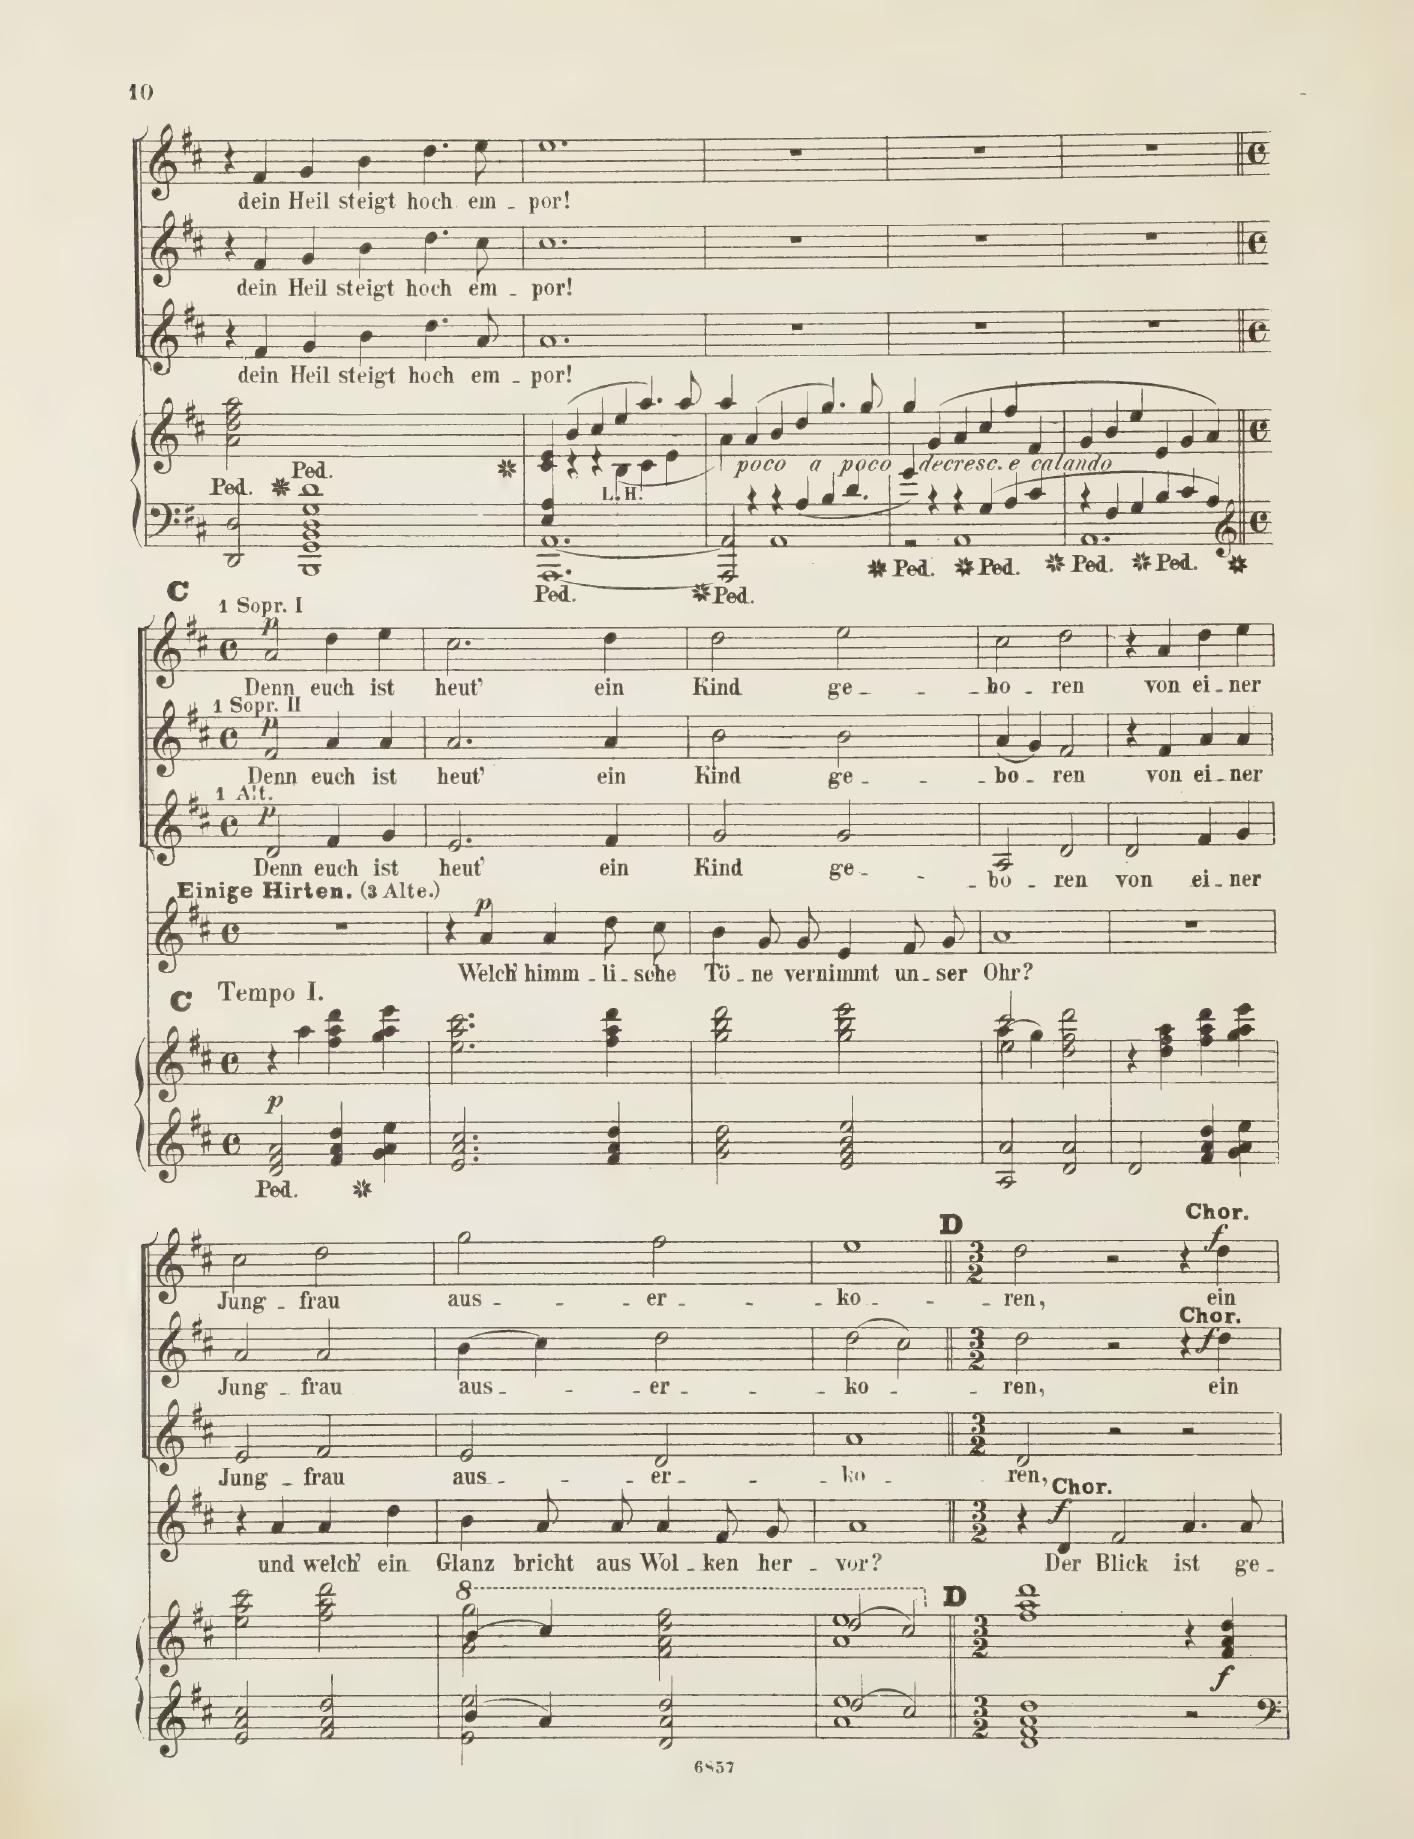 10
dein Heil steigt hoch em - por!
dein Heil steigt hoch em - por!
dein Heil steigt hoch em - por!
poco a poco decresc. e calando
Ped.
Ped. L. H.
Ped. Ped. Ped. Ped. Ped.
Ped. Ped.
C
1 Sopr. I
p
Denn euch ist heut' ein Kind ge - bo - ren von ei - ner
1 Sopr. II
p
Denn euch ist heut' ein Kind ge - bo - ren von ei - ner
1 Alt.
p
Denn euch ist heut' ein Kind ge - bo - ren von ei - ner
Einige Hirten. (3 Alte.)
p
Welch' himm - li - sche Tö - ne vernimmt un - ser Ohr?
C Tempo I.
p
Ped.
D Chor.
f
Jung - frau aus - er - ko - ren, ein
Chor.
f
Jung - frau aus - er - ko - ren, ein
Jung - frau aus - er - ko - ren,
Chor.
f
und welch' ein Glanz bricht aus Wol - ken her - vor? Der Blick ist ge -
8 D
f
6857